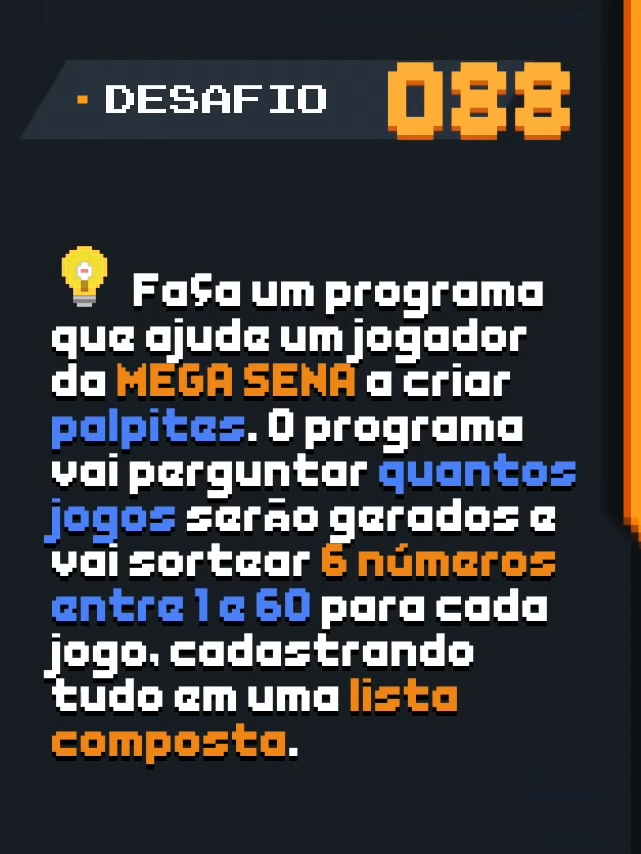 DESAFIO 088
Faça um programa
que ajude um jogador
da MEGA SENA a criar
palpites. O programa
vai perguntar quantos
jogos serão gerados e
vai sortear 6 números
entre 1 e 60 para cada
jogo, cadastrando
tudo em uma lista
composta.